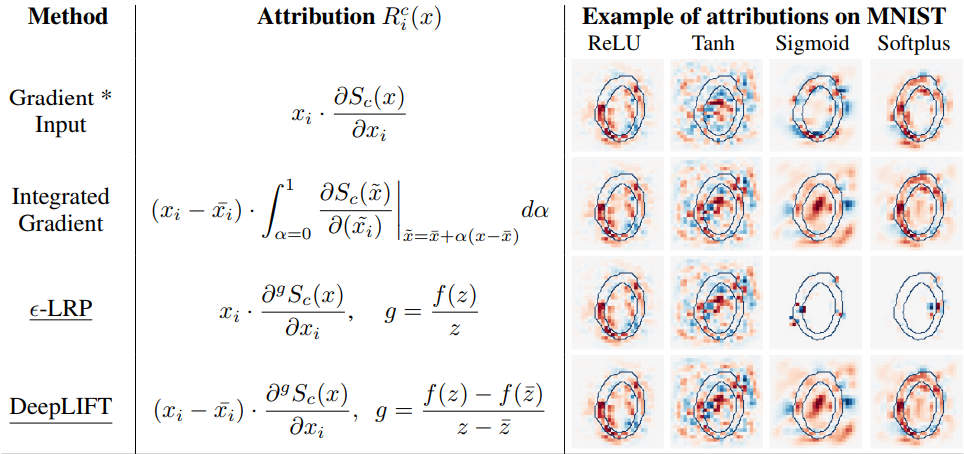 Method Attribution $R_i^c(x)$ Example of attributions on MNIST
ReLU Tanh Sigmoid Softplus
Gradient *
Input
$x_i \cdot \frac{\partial S_c(x)}{\partial x_i}$
Integrated
Gradient
$(x_i - \bar{x_i}) \cdot \int_{\alpha=0}^{1} \left. \frac{\partial S_c(\tilde{x})}{\partial (\tilde{x_i})} \right|_{\tilde{x}=\bar{x}+\alpha(x-\bar{x})} d\alpha$
ϵ-LRP
$x_i \cdot \frac{\partial^g S_c(x)}{\partial x_i}, \quad g = \frac{f(z)}{z}$
DeepLIFT
$(x_i - \bar{x_i}) \cdot \frac{\partial^g S_c(x)}{\partial x_i}, \; g = \frac{f(z) - f(\bar{z})}{z - \bar{z}}$